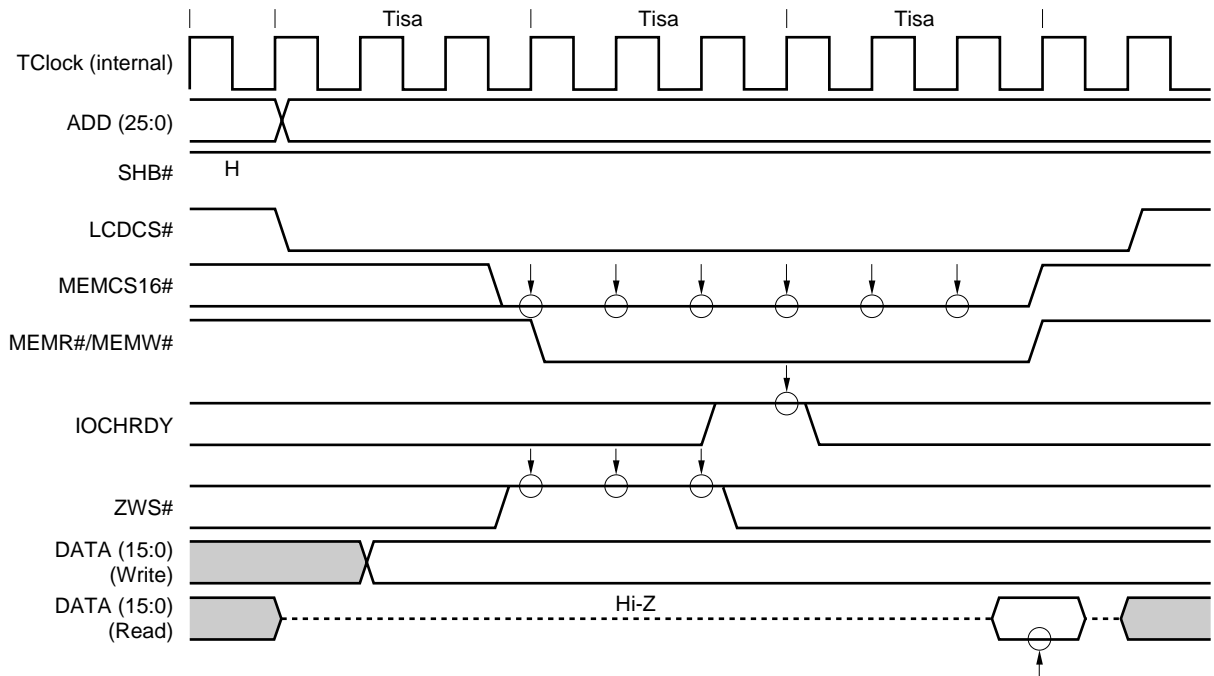 Tisa Tisa Tisa
TClock (internal)
ADD (25:0)
SHB# H
LCDCS#
MEMCS16#
MEMR#/MEMW#
IOCHRDY
ZWS#
DATA (15:0)
(Write)
DATA (15:0) Hi-Z
(Read)